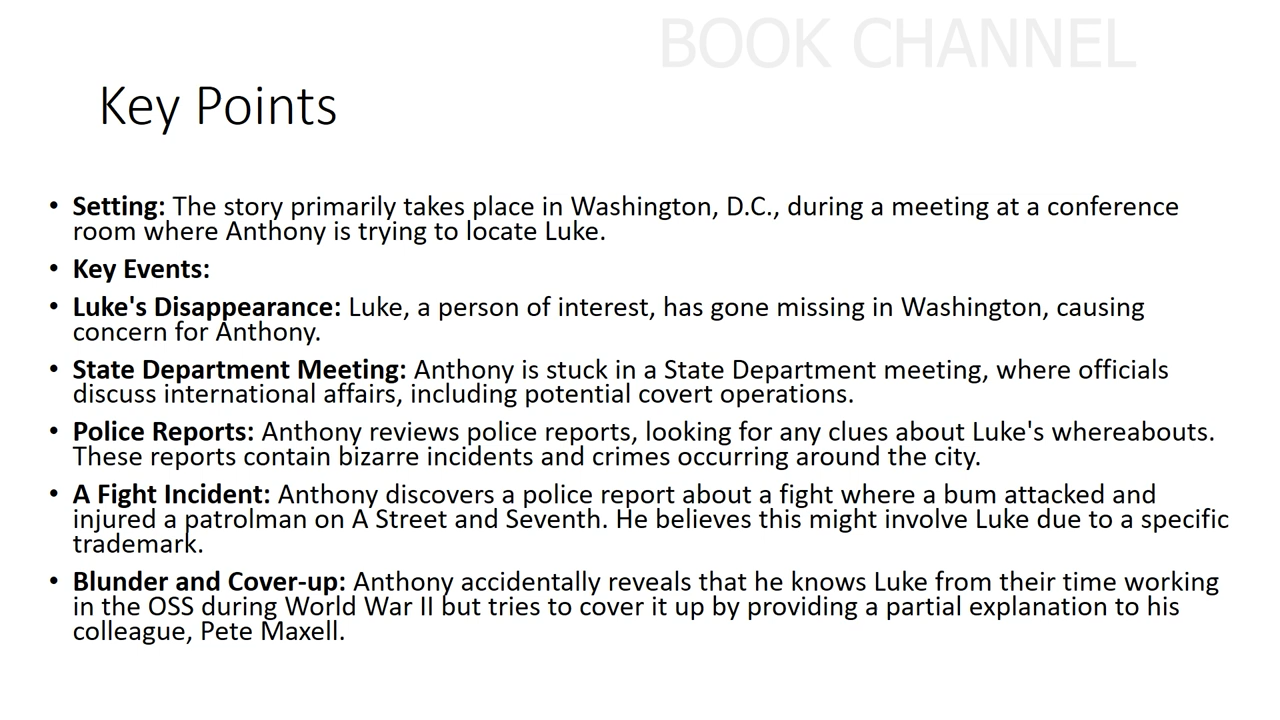 BOOK CHANNEL
Key Points
• Setting: The story primarily takes place in Washington, D.C., during a meeting at a conference
room where Anthony is trying to locate Luke.
• Key Events:
• Luke's Disappearance: Luke, a person of interest, has gone missing in Washington, causing
concern for Anthony.
• State Department Meeting: Anthony is stuck in a State Department meeting, where officials
discuss international affairs, including potential covert operations.
• Police Reports: Anthony reviews police reports, looking for any clues about Luke's whereabouts.
These reports contain bizarre incidents and crimes occurring around the city.
• A Fight Incident: Anthony discovers a police report about a fight where a bum attacked and
injured a patrolman on A Street and Seventh. He believes this might involve Luke due to a specific
trademark.
• Blunder and Cover-up: Anthony accidentally reveals that he knows Luke from their time working
in the OSS during World War II but tries to cover it up by providing a partial explanation to his
colleague, Pete Maxell.